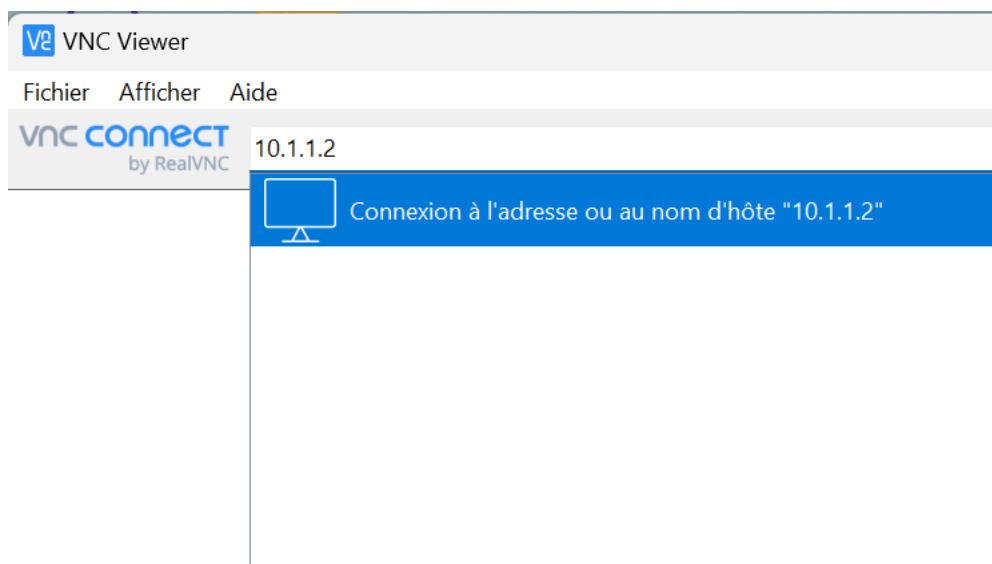 VNC Viewer
Fichier Afficher Aide
vnc connect
by RealVNC
10.1.1.2
Connexion à l'adresse ou au nom d'hôte "10.1.1.2"